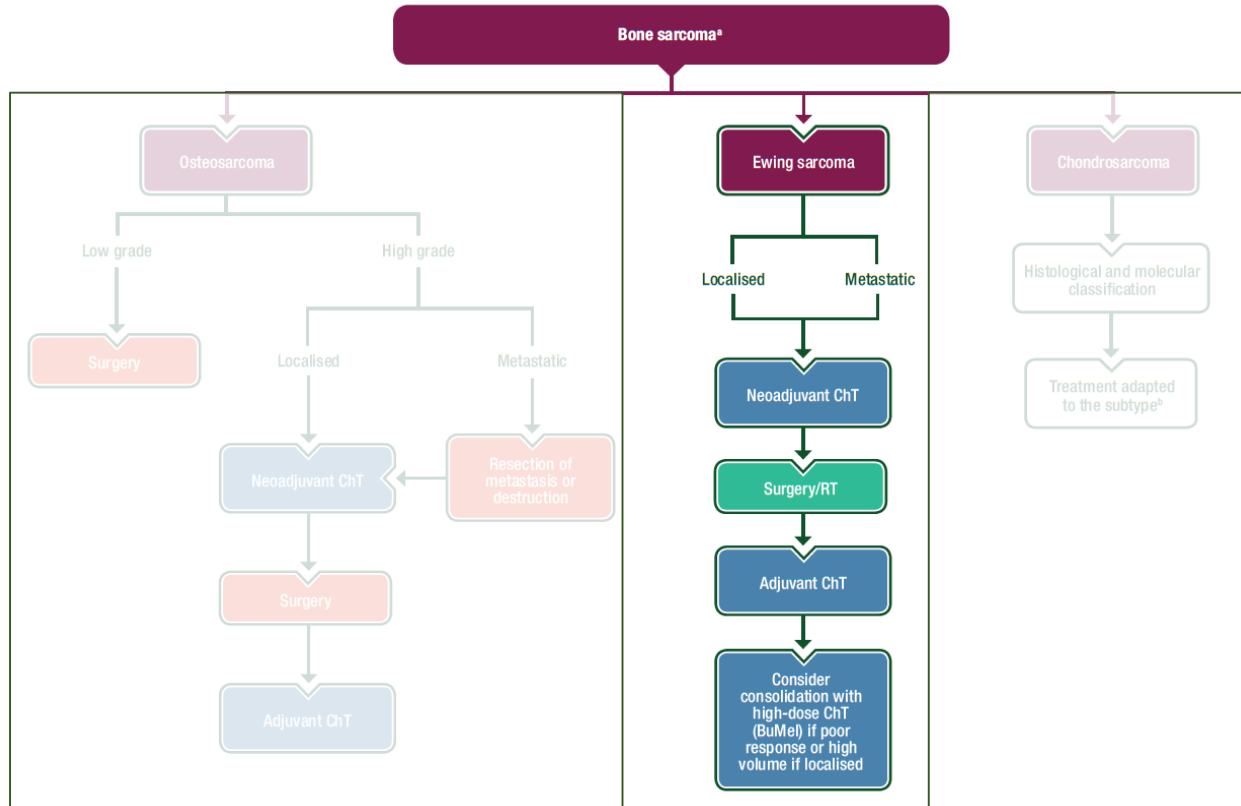 Bone sarcomaᵃ
Osteosarcoma
Low grade
High grade
Surgery
Localised
Metastatic
Neoadjuvant ChT
Resection of
metastasis or
destruction
Surgery
Adjuvant ChT
Ewing sarcoma
Localised
Metastatic
Neoadjuvant ChT
Surgery/RT
Adjuvant ChT
Consider
consolidation with
high-dose ChT
(BuMel) if poor
response or high
volume if localised
Chondrosarcoma
Histological and molecular
classification
Treatment adapted
to the subtypeᵇ